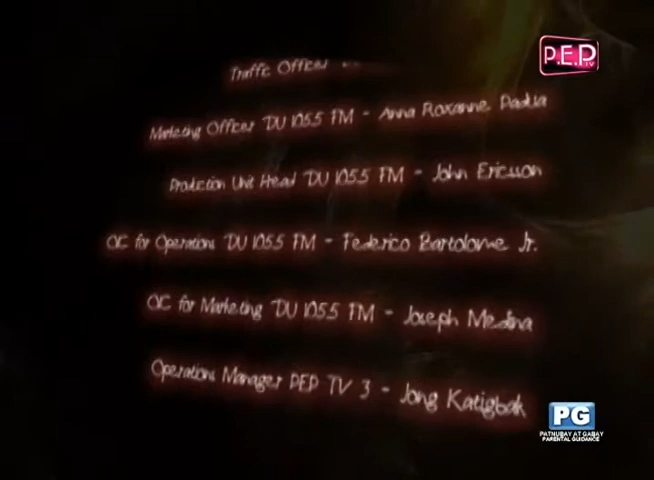 P.E.P
TV
Traffic Officer
Marketing Officer DU 105.5 FM - Anna Roxanne Padua
Production Unit Head DU 105.5 FM - John Ericsson
OIC for Operations DU 105.5 FM - Federico Bartolome Jr.
OIC for Marketing DU 105.5 FM - Joseph Medina
Operations Manager PEP TV 3 - Jong Katigbak
PG
PATNUBAY AT GABAY
PARENTAL GUIDANCE